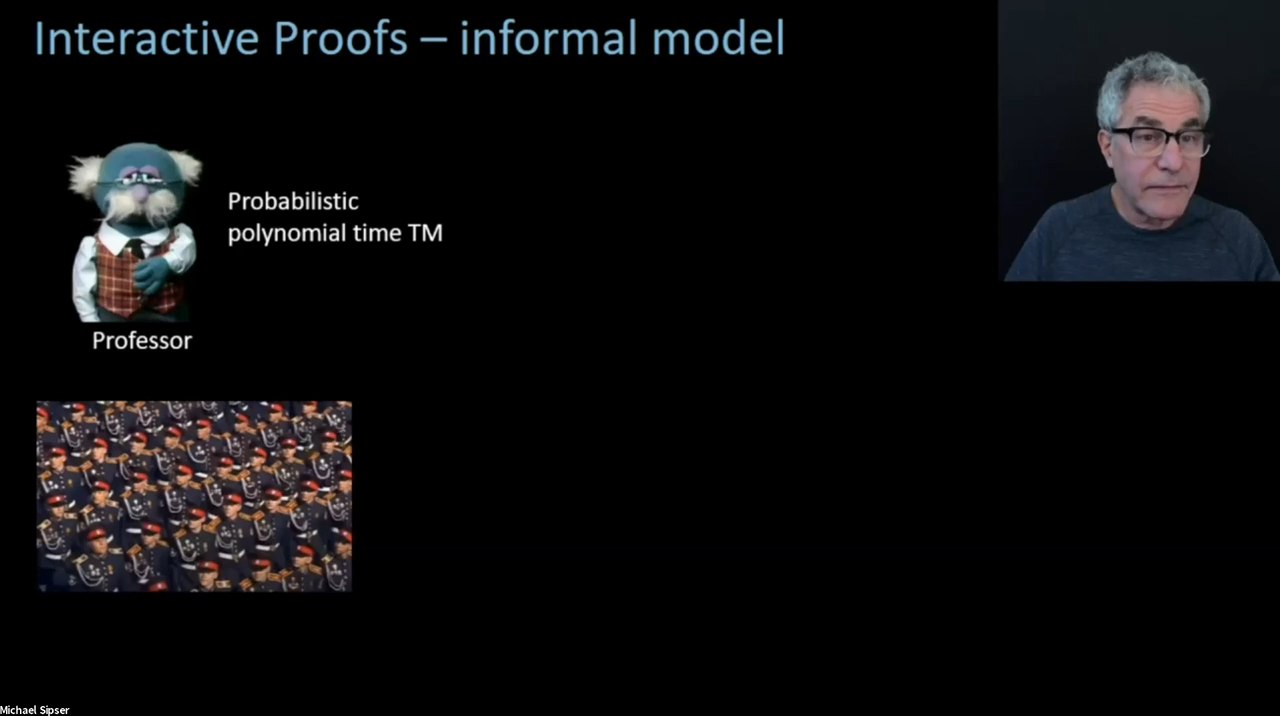 Interactive Proofs – informal model
Probabilistic
polynomial time TM
Professor
Michael Sipser